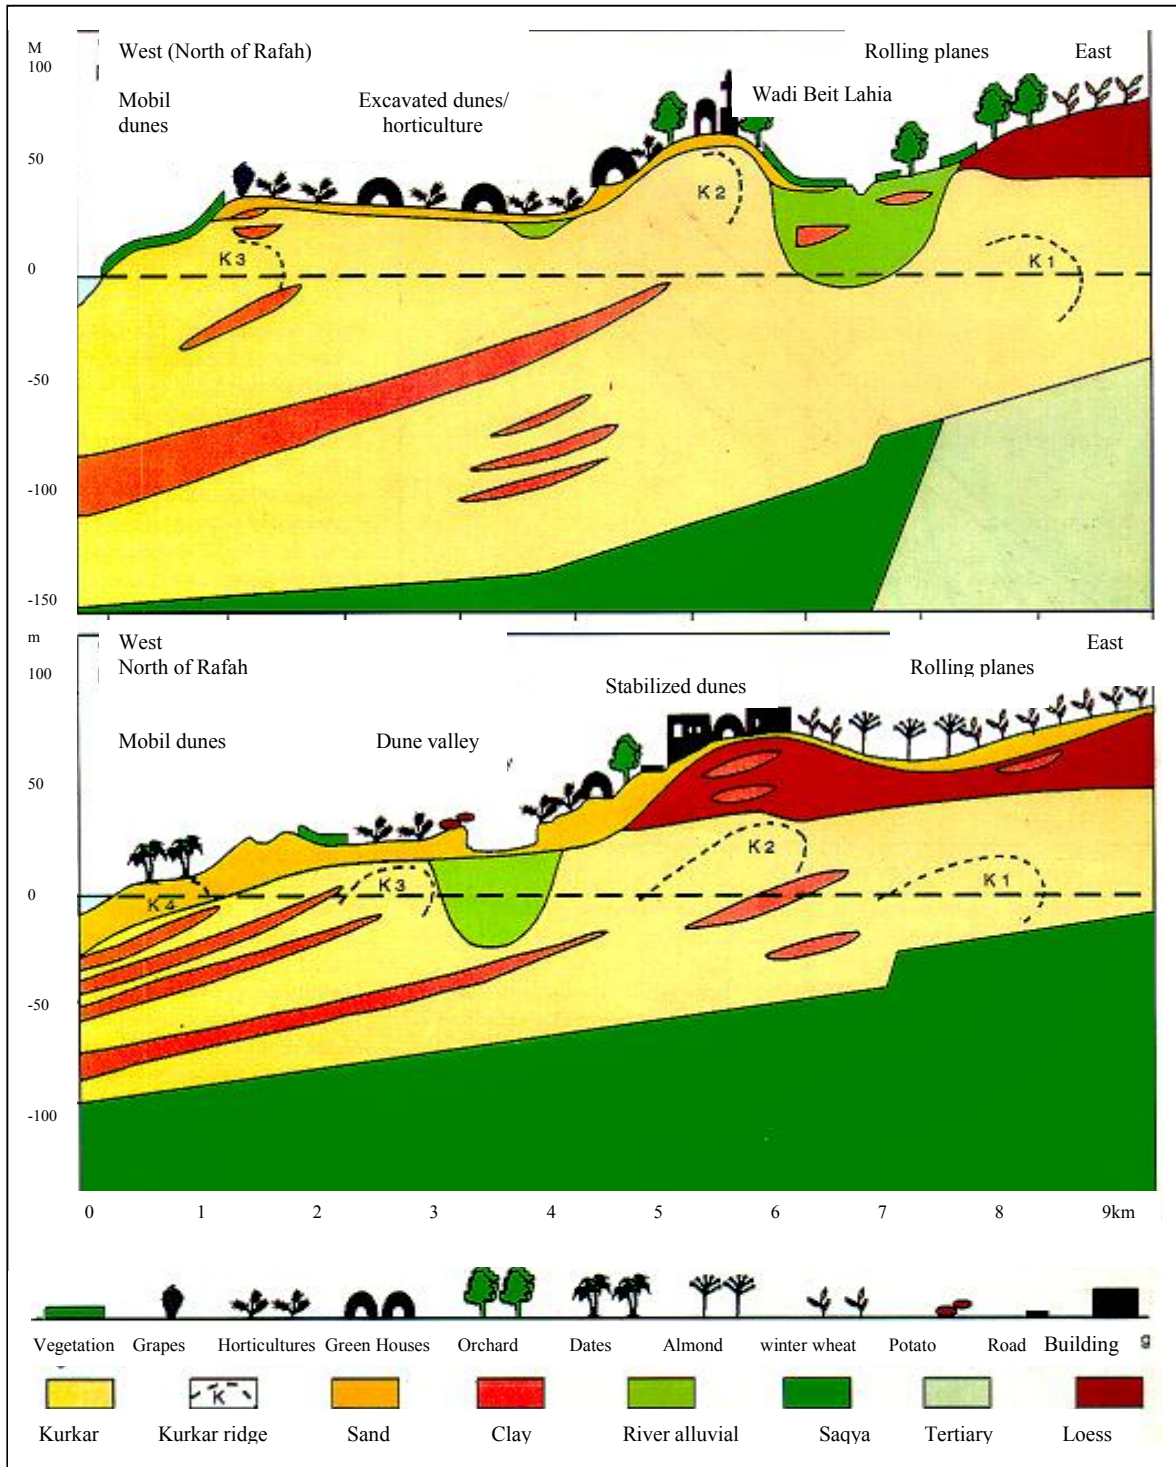 M
100
West (North of Rafah)
Rolling planes
East
Mobil
dunes
Excavated dunes/
horticulture
Wadi Beit Lahia
50
K 2
0
K 3
K 1
-50
-100
-150
m
West
East
100
North of Rafah
Rolling planes
Stabilized dunes
Mobil dunes
Dune valley
50
K2
0
K4
K 3
K 1
-50
-100
0 1 2 3 4 5 6 7 8 9km
Vegetation Grapes Horticultures Green Houses Orchard Dates Almond winter wheat Potato Road Building g
K
Kurkar Kurkar ridge Sand Clay River alluvial Saqya Tertiary Loess